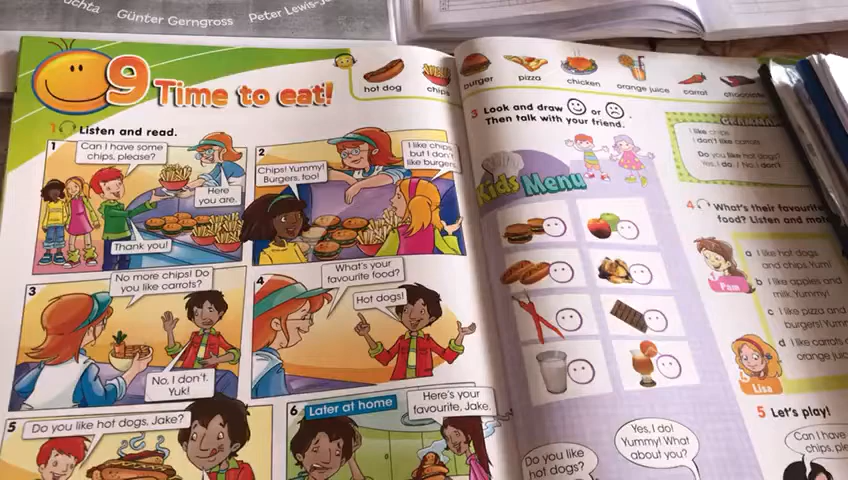 Günter Gerngross
Peter Lewis-J
9 Time to eat!
hot dog
chips
burger
pizza
chicken
orange juice
carrot
chocolate
1 Listen and read.
1
Can I have some
chips, please?
Here
you are.
Thank you!
2
Chips! Yummy!
Burgers, too!
I like chips,
but I don't
like burgers
3
No more chips! Do
you like carrots?
No, I don't.
Yuk!
4
What's your
favourite food?
Hot dogs!
5
Do you like hot dogs, Jake?
6
Later at home
Here's your
favourite, Jake.
3 Look and draw or .
Then talk with your friend.
Kids Menu
Do you like
hot dogs?
Yes, I do!
Yummy! What
about you?
GRAMMAR
I like chips
I don't like carrots
Do you like hot dogs?
Yes, I do. / No, I don't.
4 What's their favourite
food? Listen and
Pam
Lisa
a I like hot dogs
and chips. Yum!
b I like apples and
milk. Yummy!
c I like pizza and
burgers! Yum
d I like carrots
orange juic
5 Let's play!
Can I have
chips, ple